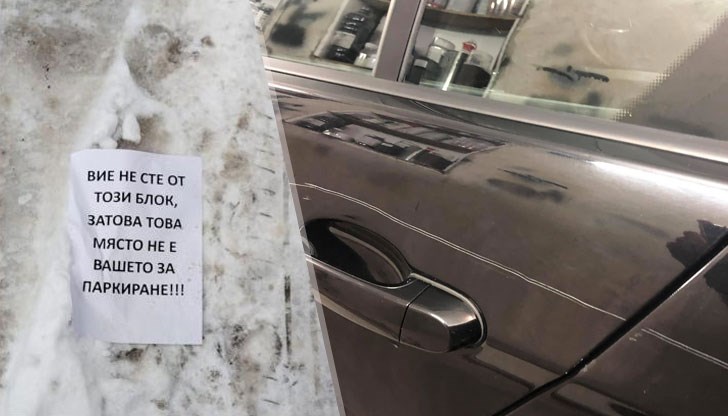 ВИЕ НЕ СТЕ ОТ
ТОЗИ БЛОК,
ЗАТОВА ТОВА
МЯСТО НЕ Е
ВАШЕТО ЗА
ПАРКИРАНЕ!!!